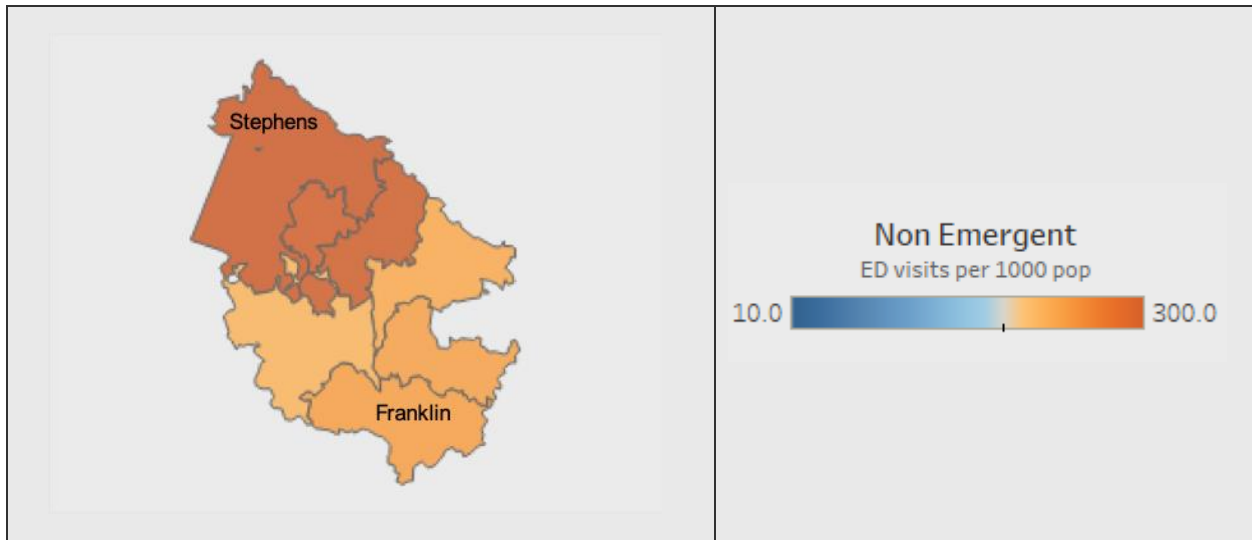 Stephens
Franklin
Non Emergent
ED visits per 1000 pop
10.0 300.0